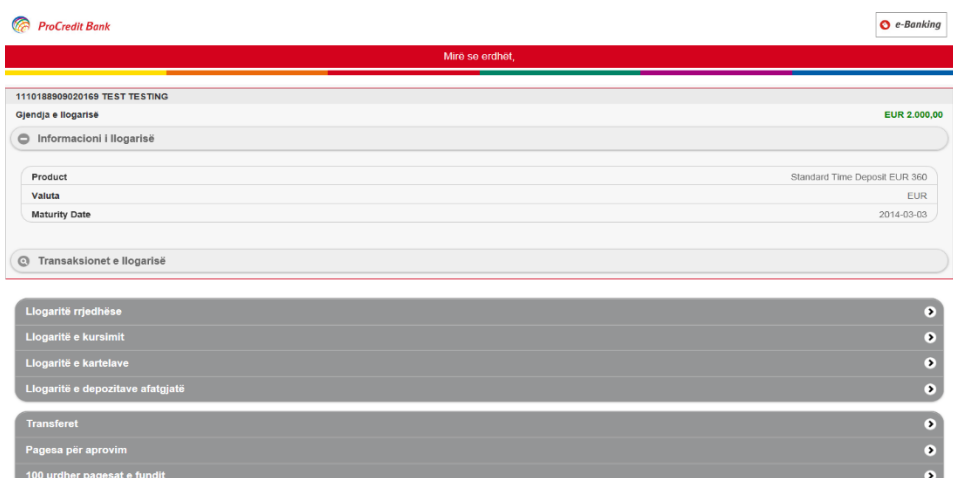 ProCredit Bank
e-Banking
Mirë se erdhët,
1110188909020169 TEST TESTING
Gjendja e llogarisë EUR 2.000,00
Informacioni i llogarisë
Product Standard Time Deposit EUR 360
Valuta EUR
Maturity Date 2014-03-03
Transaksionet e llogarisë
Llogaritë rrjedhëse
Llogaritë e kursimit
Llogaritë e kartelave
Llogaritë e depozitave afatgjatë
Transferet
Pagesa për aprovim
100 urdher pagesat e fundit